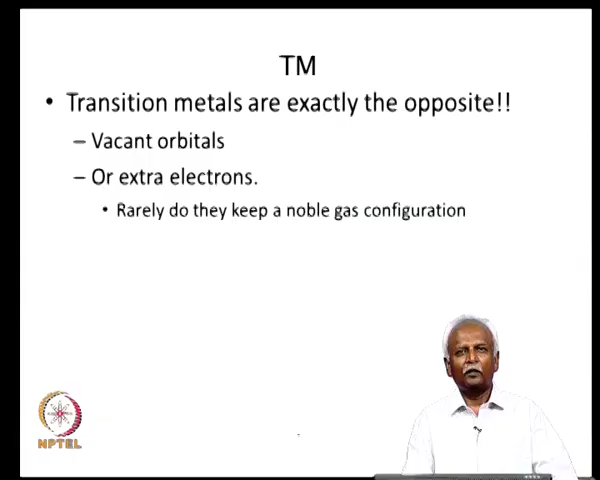 TM
• Transition metals are exactly the opposite!!
– Vacant orbitals
– Or extra electrons.
• Rarely do they keep a noble gas configuration
NPTEL